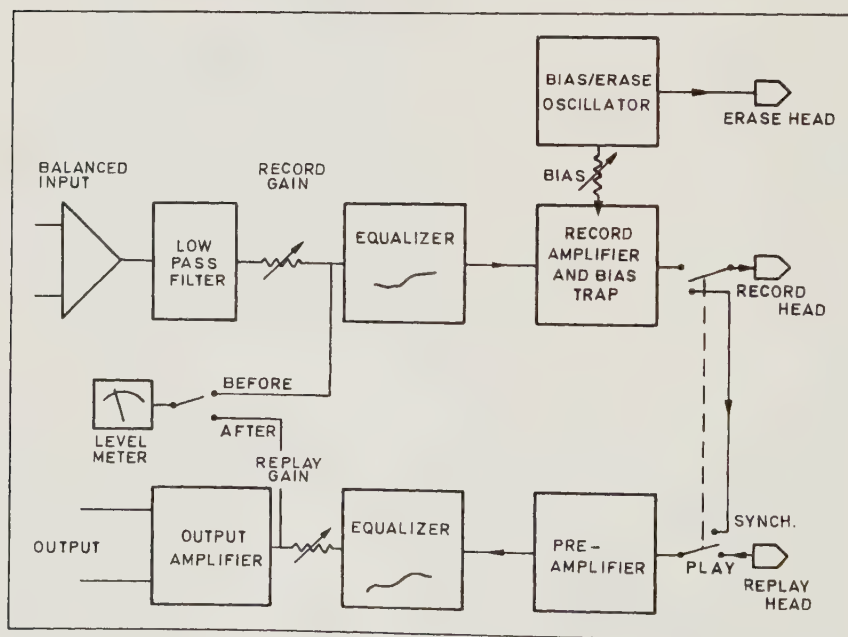 BIAS/ERASE
OSCILLATOR
ERASE HEAD
BALANCED
INPUT
RECORD
GAIN
BIAS
LOW
PASS
FILTER
EQUALIZER
RECORD
AMPLIFIER
AND BIAS
TRAP
RECORD
HEAD
BEFORE
AFTER
LEVEL
METER
REPLAY
GAIN
OUTPUT
OUTPUT
AMPLIFIER
EQUALIZER
PRE-
AMPLIFIER
SYNCH.
PLAY
REPLAY
HEAD